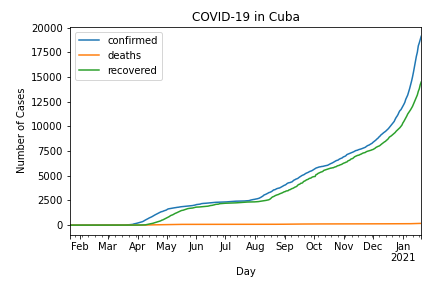 COVID-19 in Cuba
confirmed
deaths
recovered
Number of Cases
20000
17500
15000
12500
10000
7500
5000
2500
0
Feb Mar Apr May Jun Jul Aug Sep Oct Nov Dec Jan
2021
Day